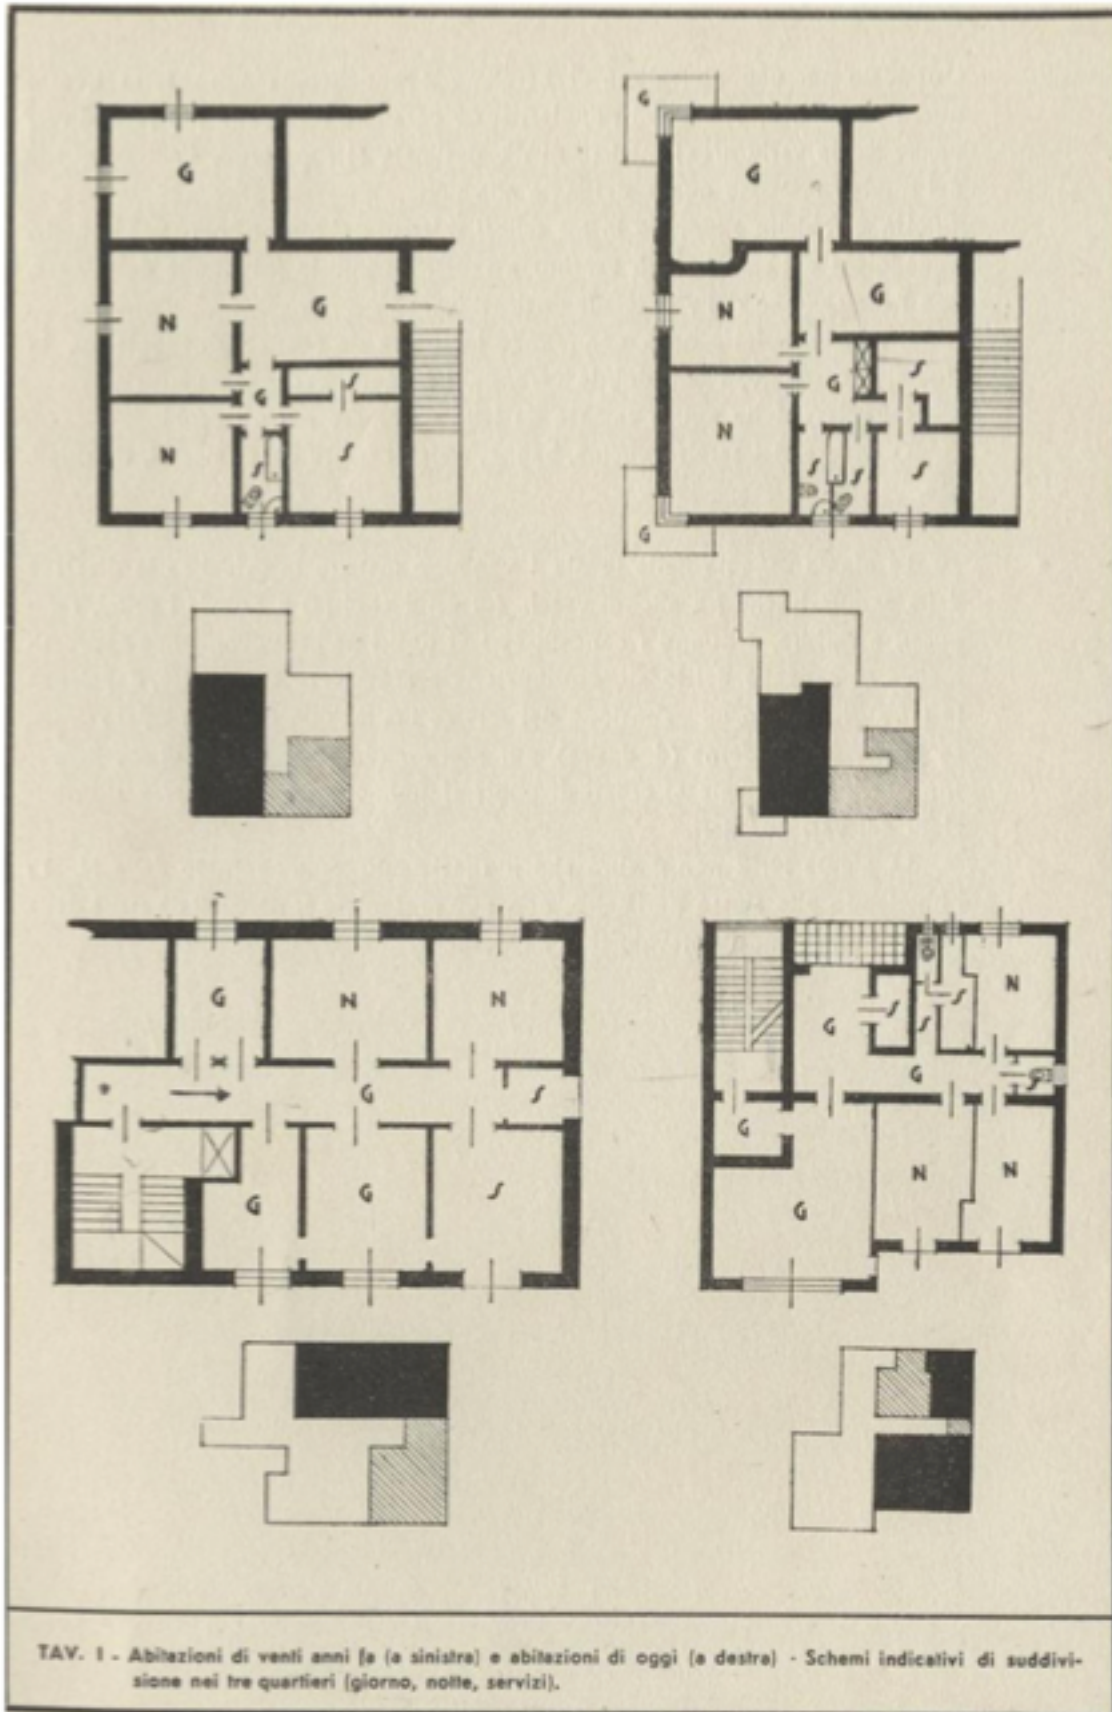 G
G
G
G
N
G
N
G
N
S
G
S
N
G
N
S
S
S
S
S
G
G
N
N
S
N
G
S
S
G
G
S
*
G
S
G
G
G
S
N
N
G
TAV. 1 - Abitazioni di venti anni fa (a sinistra) e abitazioni di oggi (a destra) - Schemi indicativi di suddivi-
sione nei tre quartieri (giorno, notte, servizi).